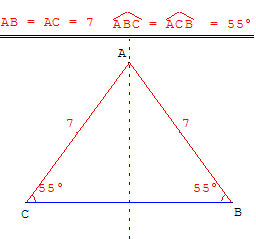 AB = AC = 7 ABC = ACB = 55°
A
7 7
55° 55°
C B